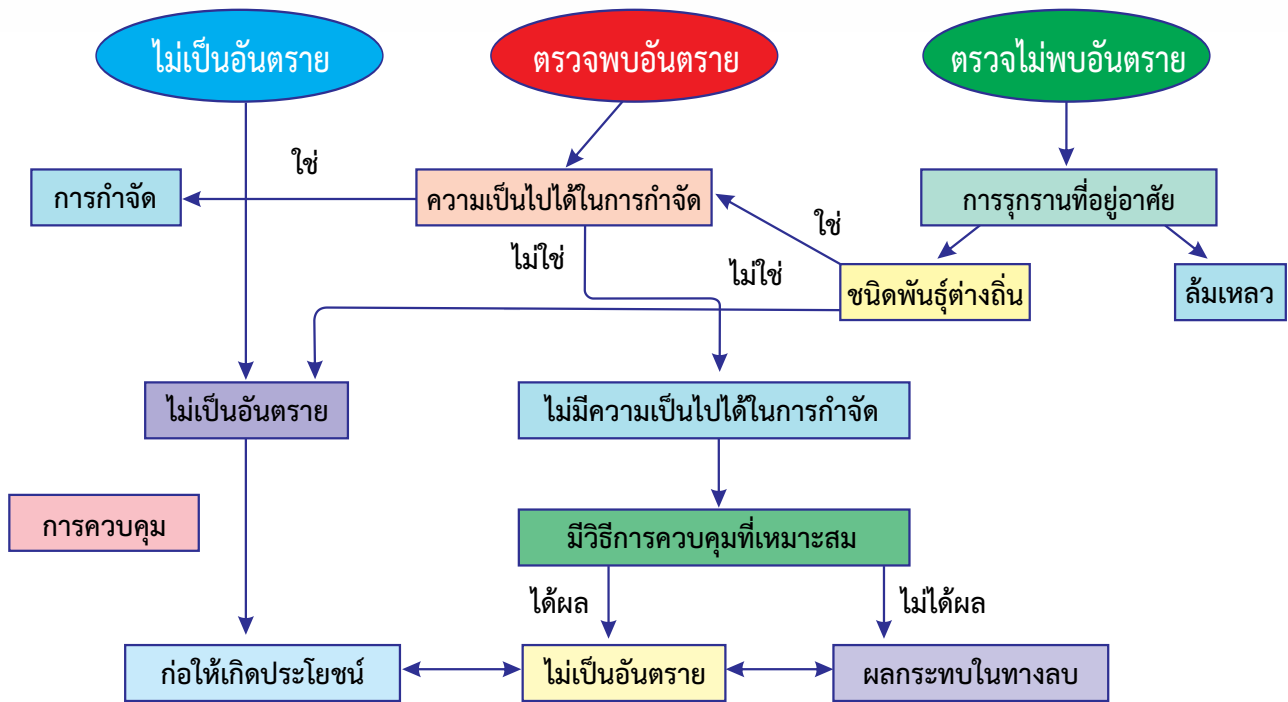 ไม่เป็นอันตราย
ตรวจพบอันตราย
ตรวจไม่พบอันตราย
ใช่
การกำจัด
ความเป็นไปได้ในการกำจัด
การรุกรานที่อยู่อาศัย
ใช่
ไม่ใช่
ไม่ใช่
ชนิดพันธุ์ต่างถิ่น
ล้มเหลว
ไม่เป็นอันตราย
ไม่มีความเป็นไปได้ในการกำจัด
การควบคุม
มีวิธีการควบคุมที่เหมาะสม
ได้ผล
ไม่ได้ผล
ก่อให้เกิดประโยชน์
ไม่เป็นอันตราย
ผลกระทบในทางลบ